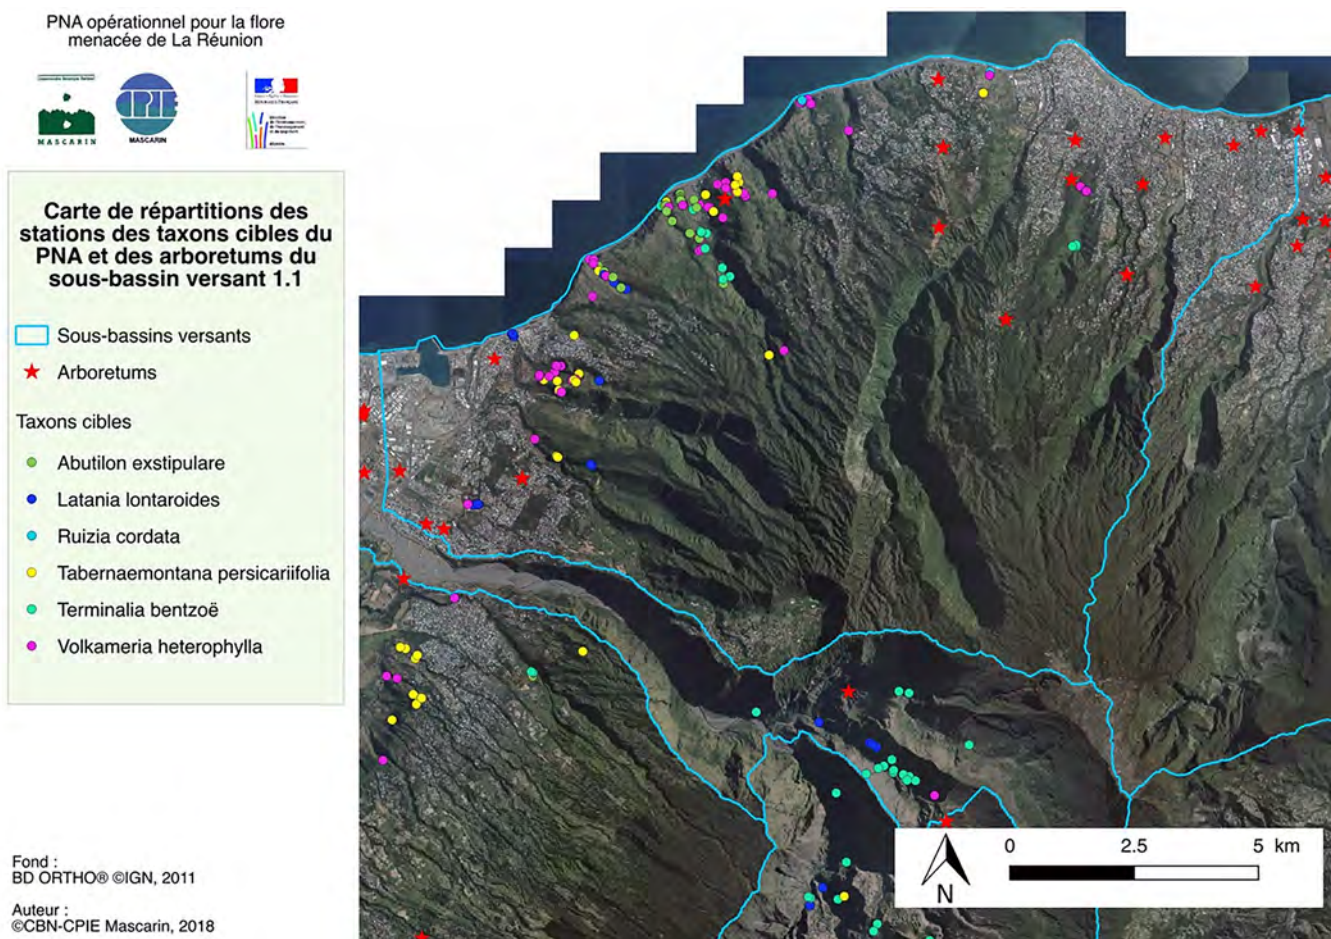 PNA opérationnel pour la flore
menacée de La Réunion
MASCARIN
CPIE
MASCARIN
Carte de répartitions des
stations des taxons cibles du
PNA et des arboretums du
sous-bassin versant 1.1
Sous-bassins versants
Arboretums
Taxons cibles
Abutilon exstipulare
Latania lontaroides
Ruizia cordata
Tabernaemontana persicariifolia
Terminalia bentzoë
Volkameria heterophylla
Fond :
BD ORTHO® ©IGN, 2011
Auteur :
©CBN-CPIE Mascarin, 2018
0 2.5 5 km
N